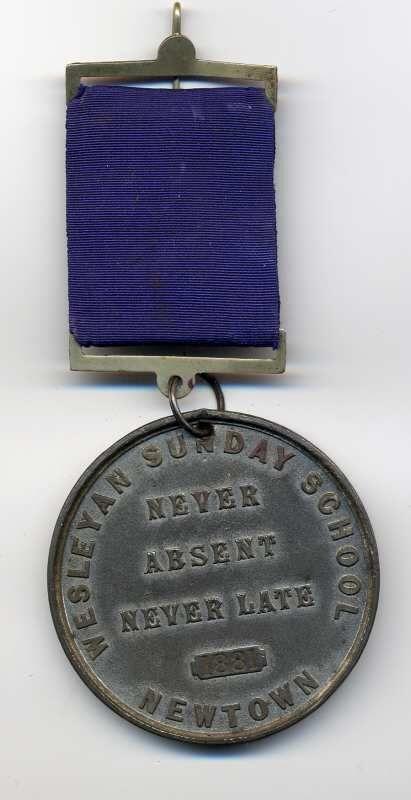 WESLEYAN SUNDAY SCHOOL
NEVER
ABSENT
NEVER LATE
1881
NEWTOWN